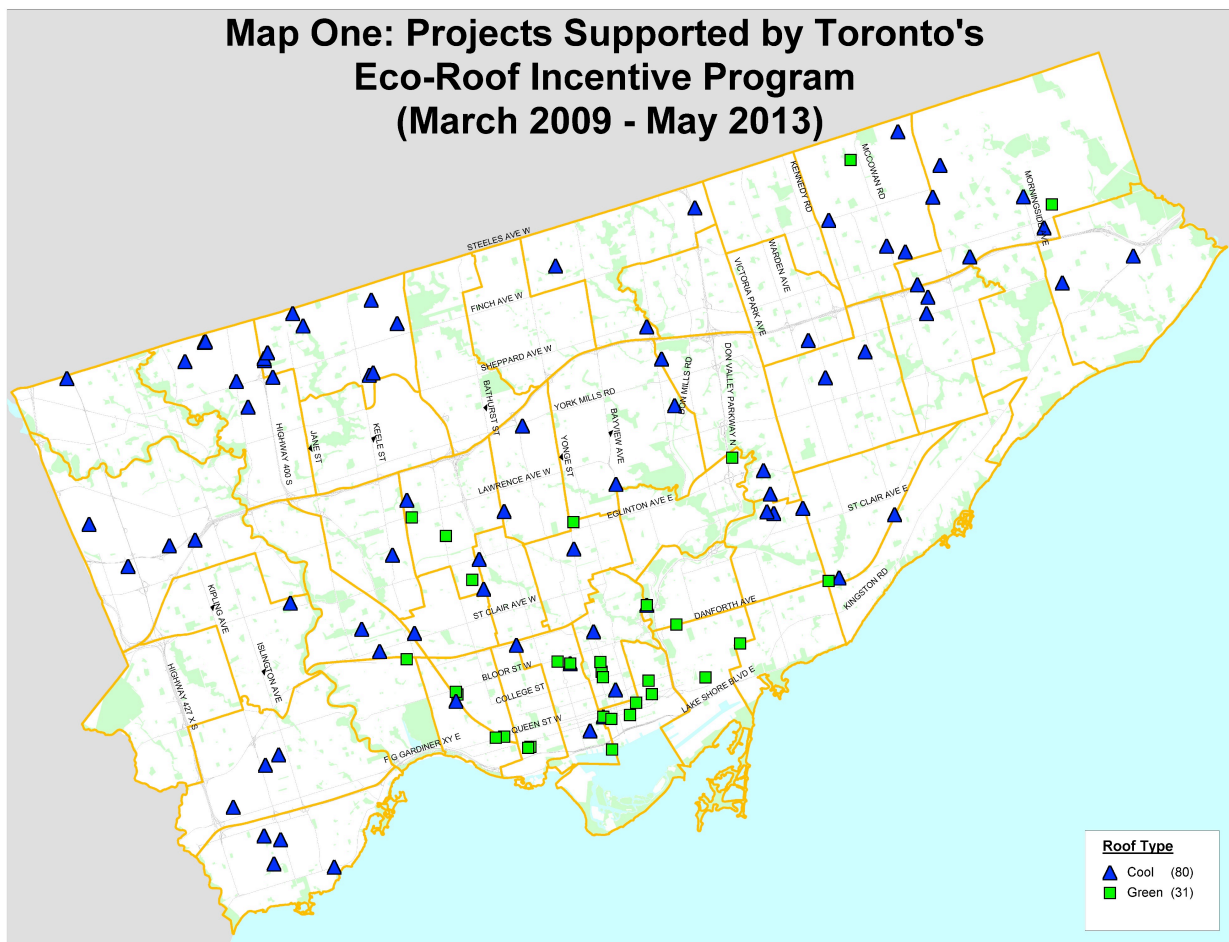 Map One: Projects Supported by Toronto's
Eco-Roof Incentive Program
(March 2009 - May 2013)
MCCOWAN RD
KENNEDY RD
MORNINGSIDE AVE
STEELES AVE W
WARDEN AVE
VICTORIA PARK AVE
FINCH AVE W
SHEPPARD AVE W
DON VALLEY PARKWAY N
DON MILLS RD
BATHURST ST
YORK MILLS RD
BAYVIEW AVE
HIGHWAY 400 S
JANE ST
KEELE ST
YONGE ST
LAWRENCE AVE W
EGLINTON AVE E
ST CLAIR AVE E
KINGSTON RD
KIPLING AVE
ST CLAIR AVE W
DANFORTH AVE
ISLINGTON AVE
HIGHWAY 427 X S
BLOOR ST W
COLLEGE ST
LAKE SHORE BLVD E
QUEEN ST W
F G GARDINER XY E
Roof Type
Cool (80)
Green (31)